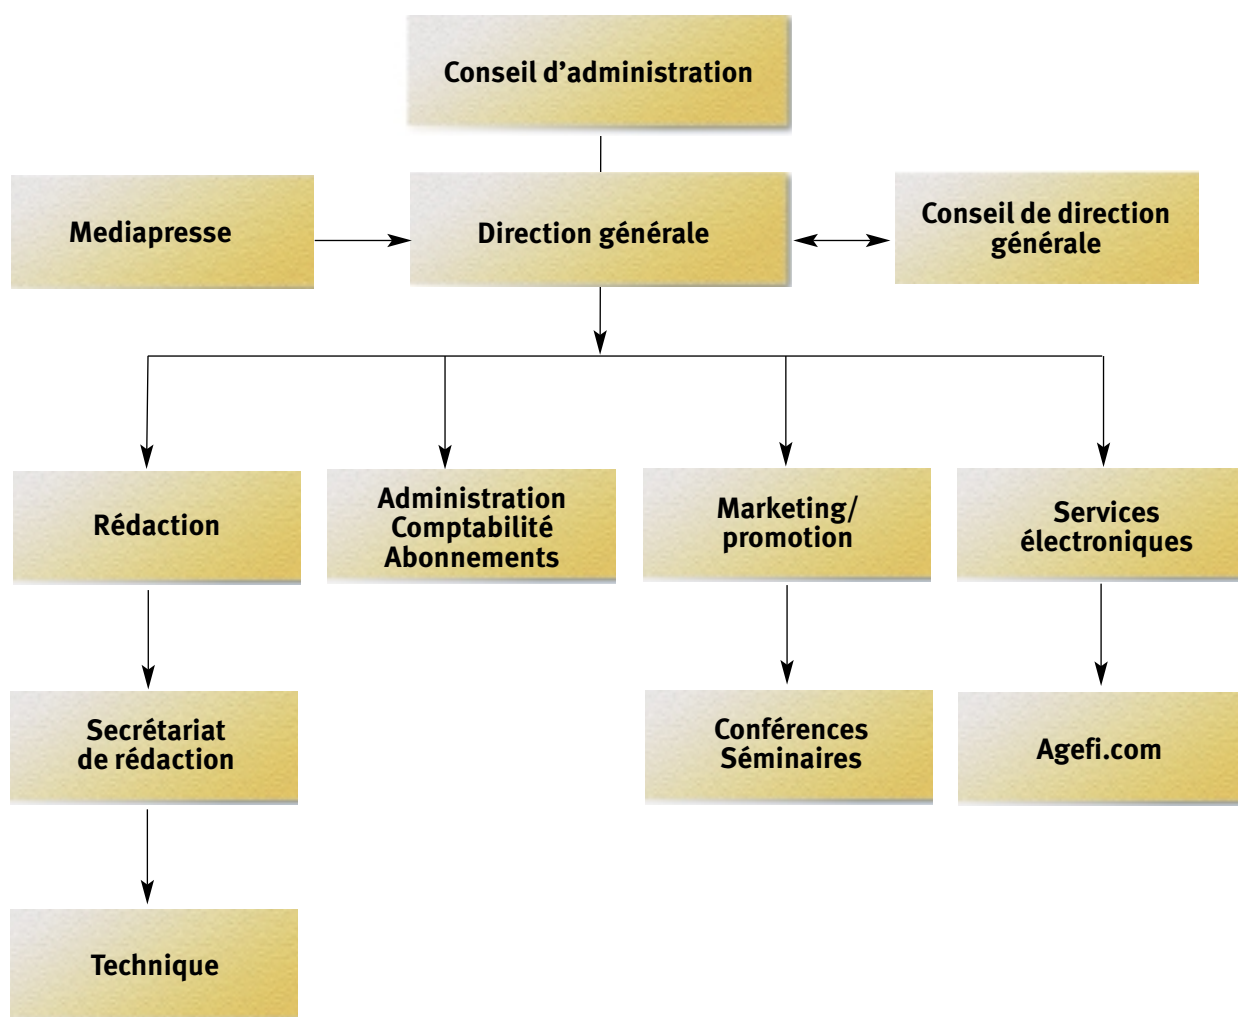 Conseil d'administration
Mediapresse
Direction générale
Conseil de direction
générale
Rédaction
Administration
Comptabilité
Abonnements
Marketing/
promotion
Services
électroniques
Secrétariat
de rédaction
Conférences
Séminaires
Agefi.com
Technique